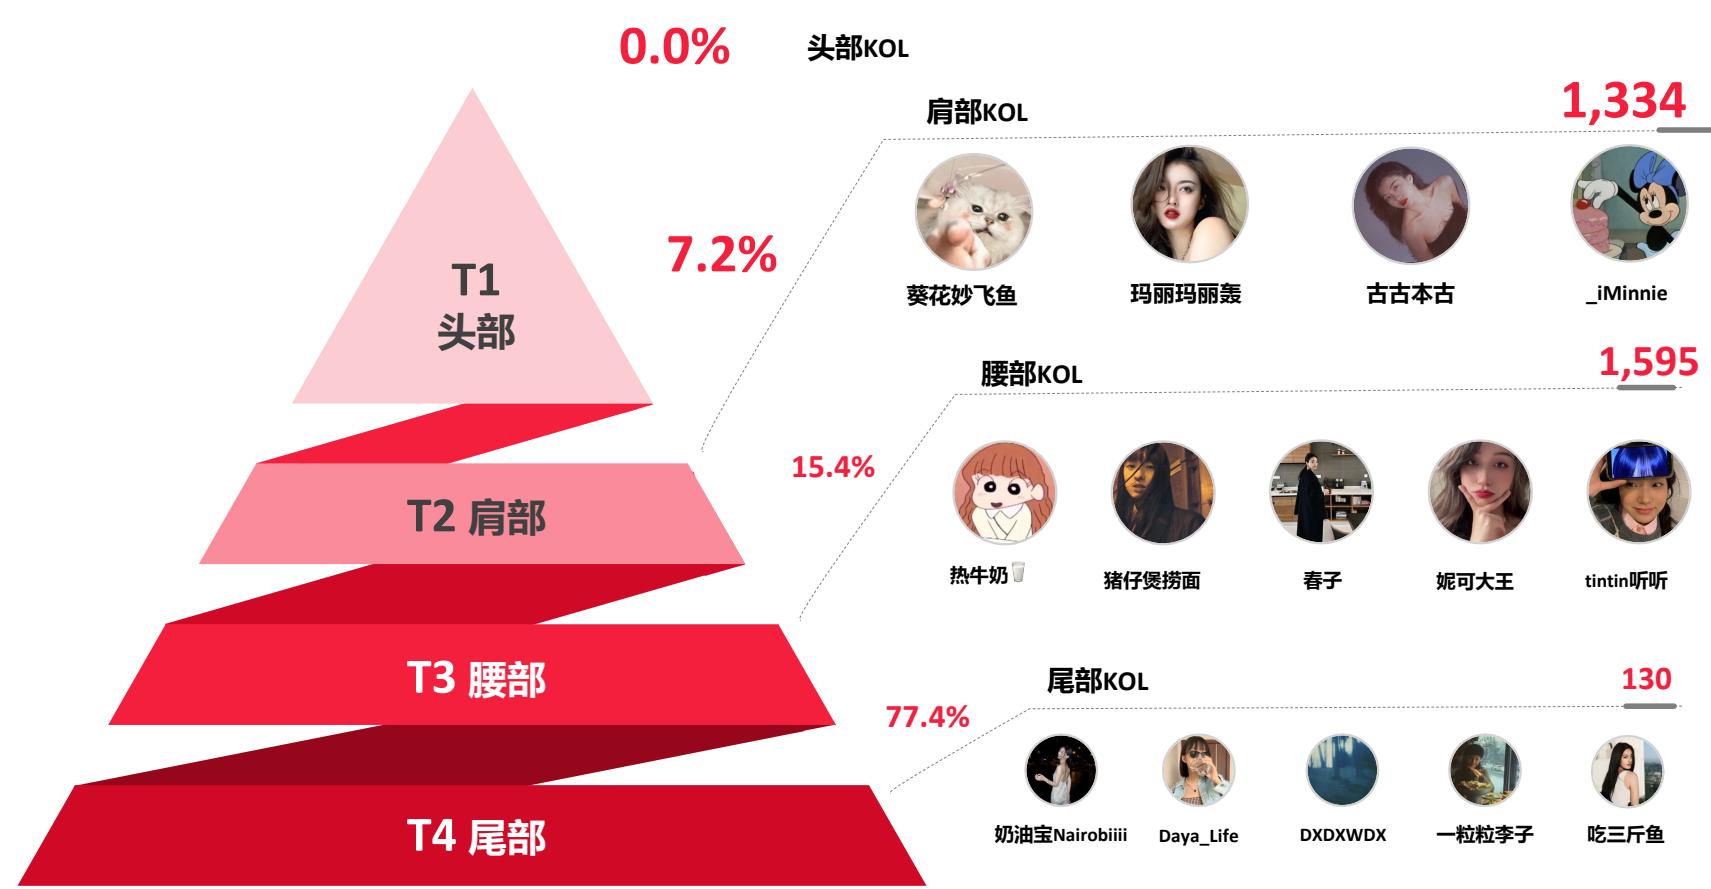 0.0%
头部KOL
肩部KOL
1,334
7.2%
T1
头部
葵花妙飞鱼
玛丽玛丽轰
古古本古
_iMinnie
腰部KOL
1,595
15.4%
T2 肩部
热牛奶🥛
猪仔煲捞面
春子
妮可大王
tintin听听
T3 腰部
尾部KOL
130
77.4%
T4 尾部
奶油宝Nairobiiii
Daya_Life
DXDXWDX
一粒粒李子
吃三斤鱼